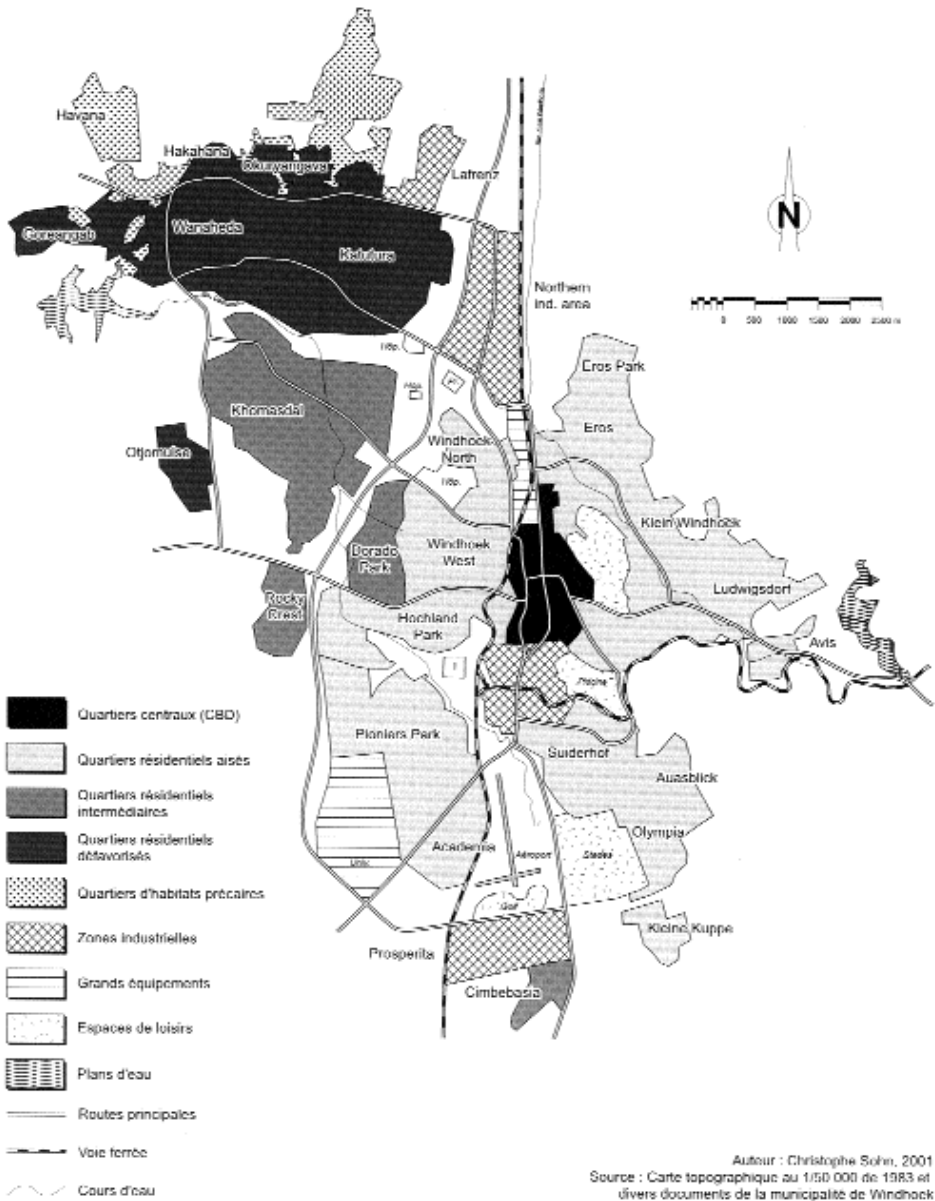 Havana
Hakahana
Okuryangava
Lafrenz
Goreangab
Wanaheda
Katutura
N
Northern
ind. area
0 500 1000 1500 2000 2500 m
Hôp.
Eros Park
Hôp.
Khomasdal
Eros
Windhoek
North
Otjomuise
Hôp.
Klein Windhoek
Windhoek
West
Dorado
Park
Ludwigsdorf
Rocky
Crest
Hochland
Park
Avis
Piscine
Quartiers centraux (CBD)
Pioniers Park
Suiderhof
Quartiers résidentiels aisés
Auasblick
Quartiers résidentiels
intermédiaires
Olympia
Quartiers résidentiels
défavorisés
Academia
Aéroport
Stades
Univ.
Quartiers d'habitats précaires
Golf
Kleine Kuppe
Zones industrielles
Prosperita
Grands équipements
Cimbebasia
Espaces de loisirs
Plans d'eau
Routes principales
Voie ferrée
Cours d'eau
Auteur : Christophe Sohn, 2001
Source : Carte topographique au 1/50 000 de 1983 et
divers documents de la municipalité de Windhoek